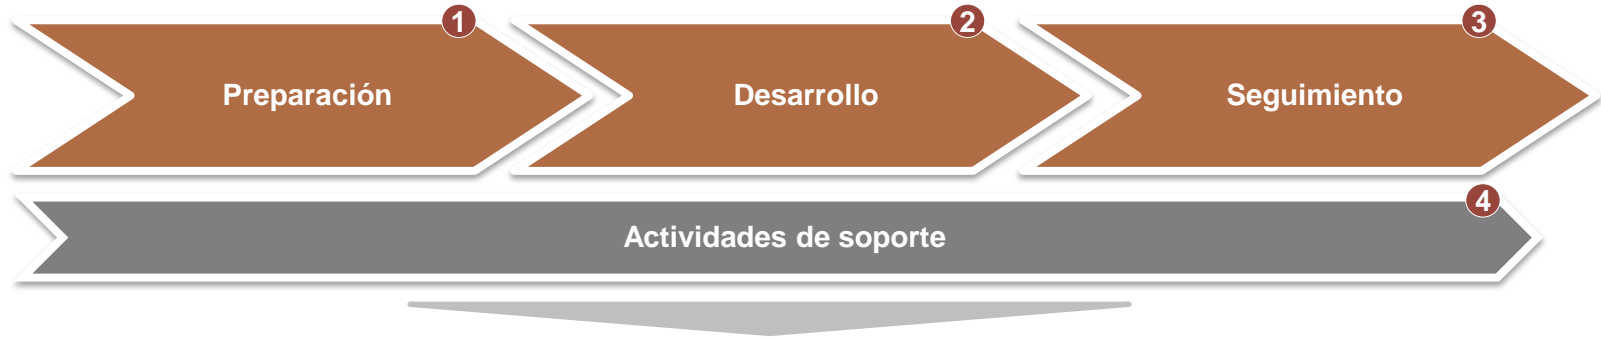 1
2
3
Preparación
Desarrollo
Seguimiento
4
Actividades de soporte